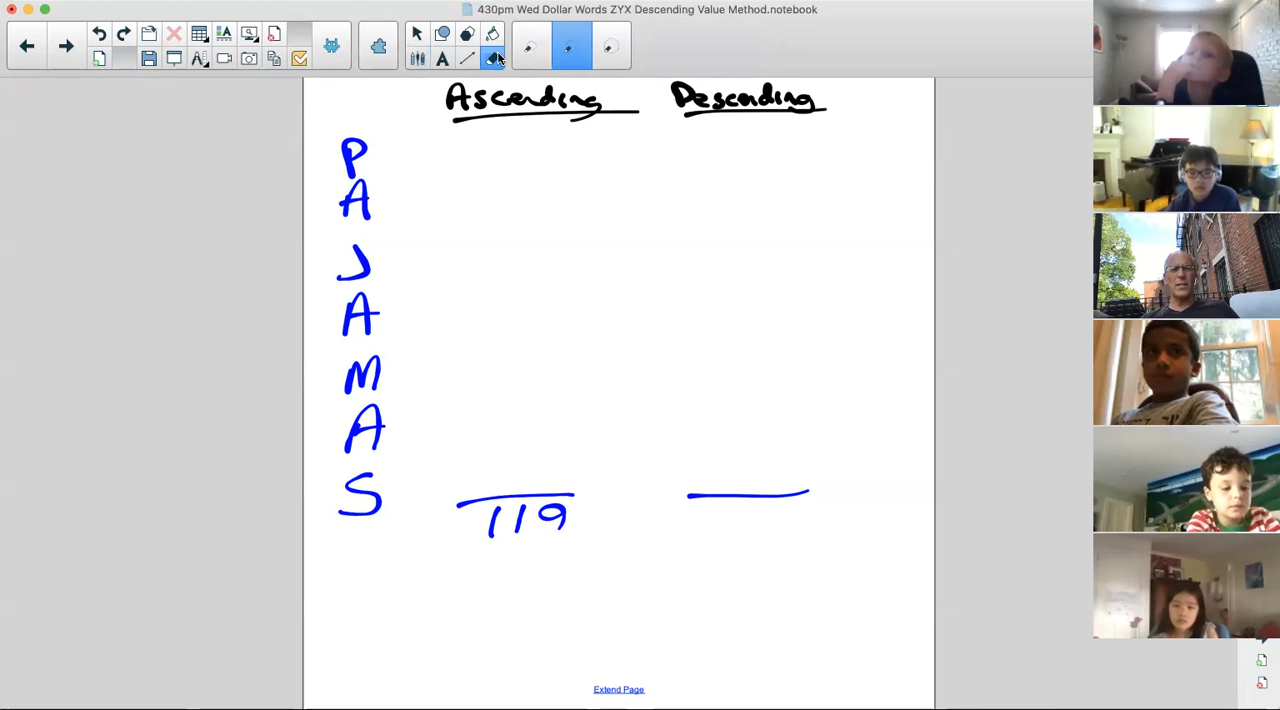 430pm Wed Dollar Words ZYX Descending Value Method.notebook
Ascending Descending
P
A
J
A
M
A
S
119
Extend Page